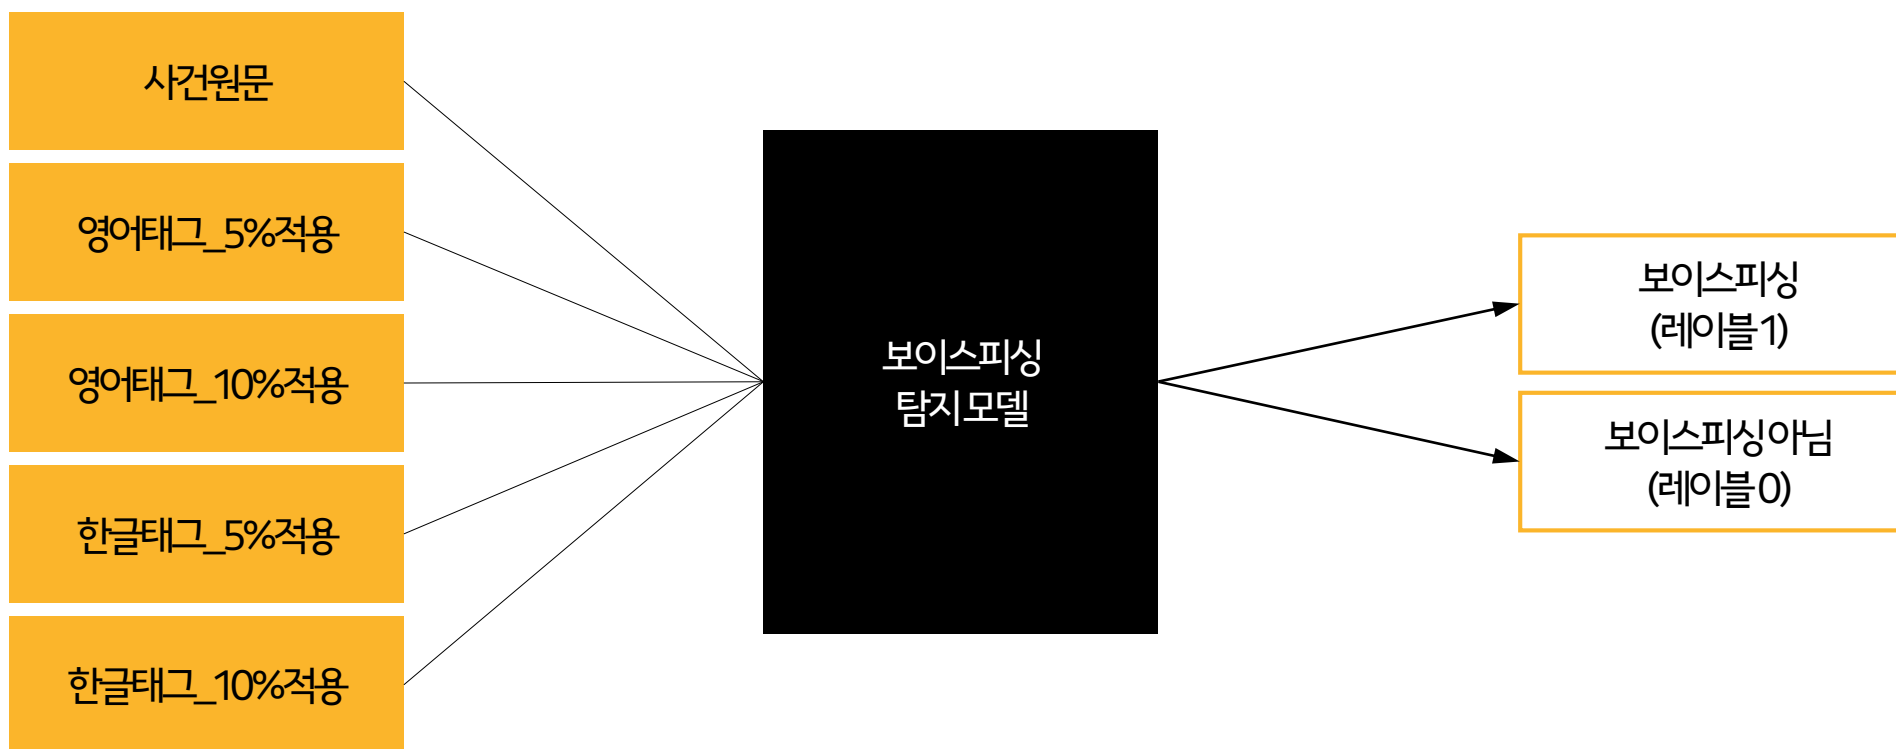 사건원문
영어태그_5%적용
영어태그_10%적용
한글태그_5%적용
한글태그_10%적용
보이스피싱
탐지 모델
보이스피싱
(레이블 1)
보이스피싱 아님
(레이블 0)